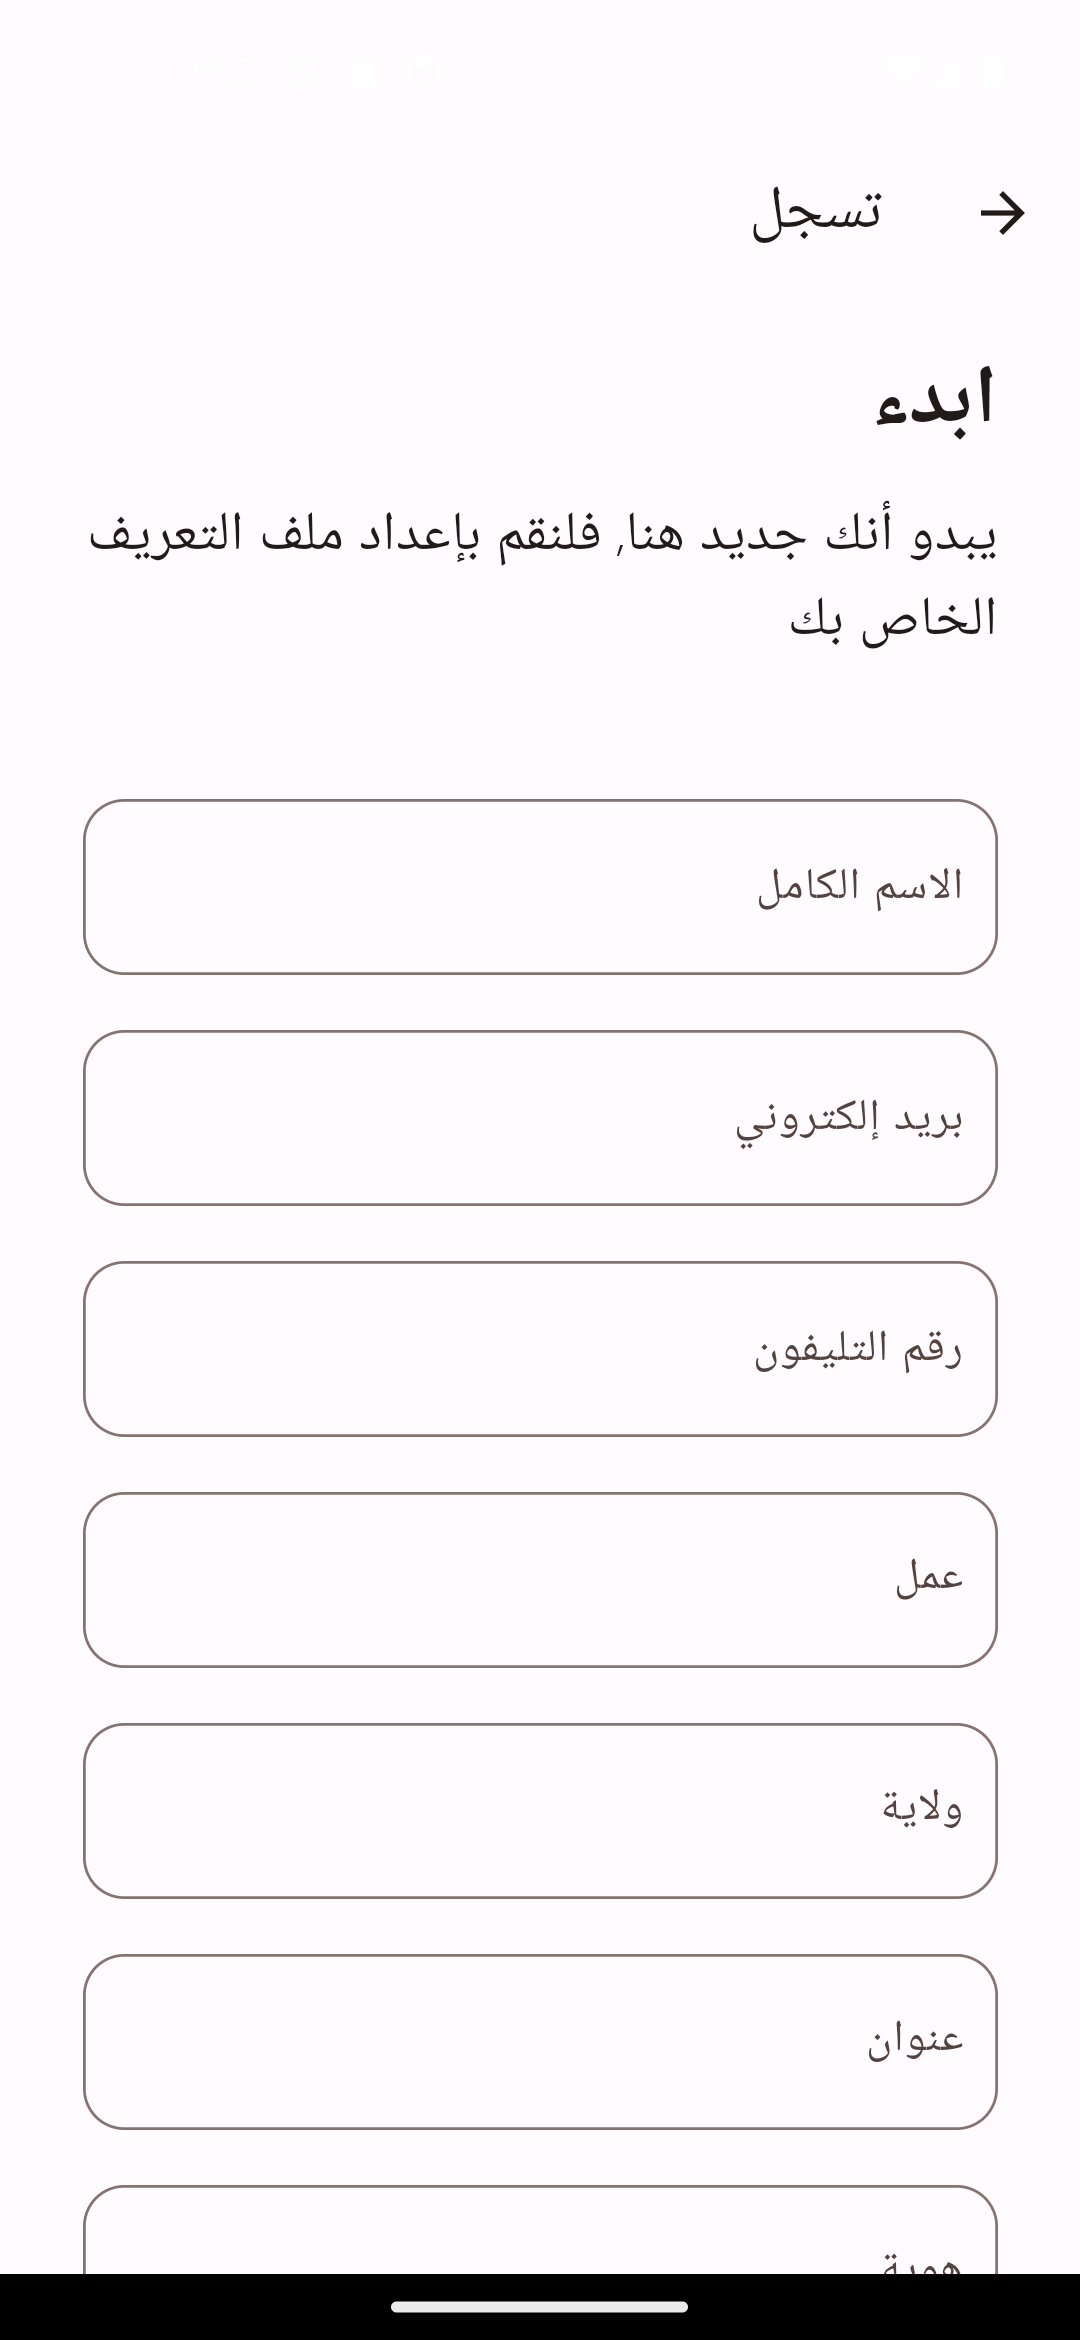 تسجل
ابدء
يبدو أنك جديد هنا, فلنقم بإعداد ملف التعريف
الخاص بك
الاسم الكامل
بريد إلكتروني
رقم التليفون
عمل
ولاية
عنوان
هوية